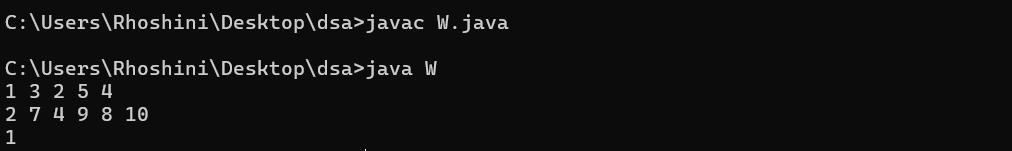 C:\Users\Rhoshini\Desktop\dsa>javac W.java
C:\Users\Rhoshini\Desktop\dsa>java W
1 3 2 5 4
2 7 4 9 8 10
1